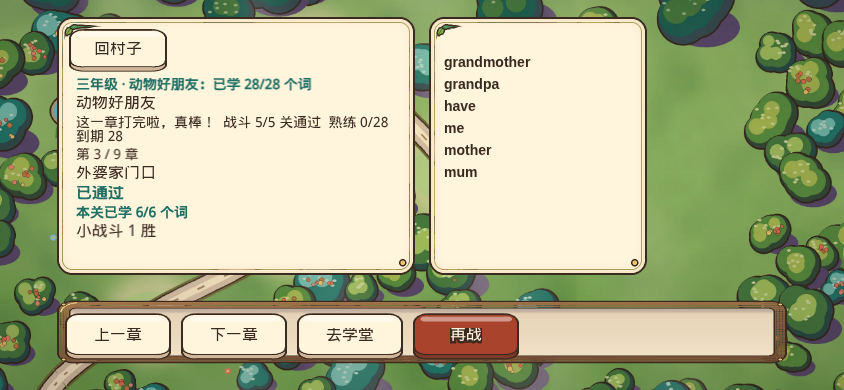 回村子
三年级 · 动物好朋友：已学 28/28 个词
动物好朋友
这一章打完啦，真棒！ 战斗 5/5 关通过 熟练 0/28
到期 28
第 3 / 9 章
外婆家门口
已通过
本关已学 6/6 个词
小战斗 1 胜
grandmother
grandpa
have
me
mother
mum
上一章
下一章
去学堂
再战